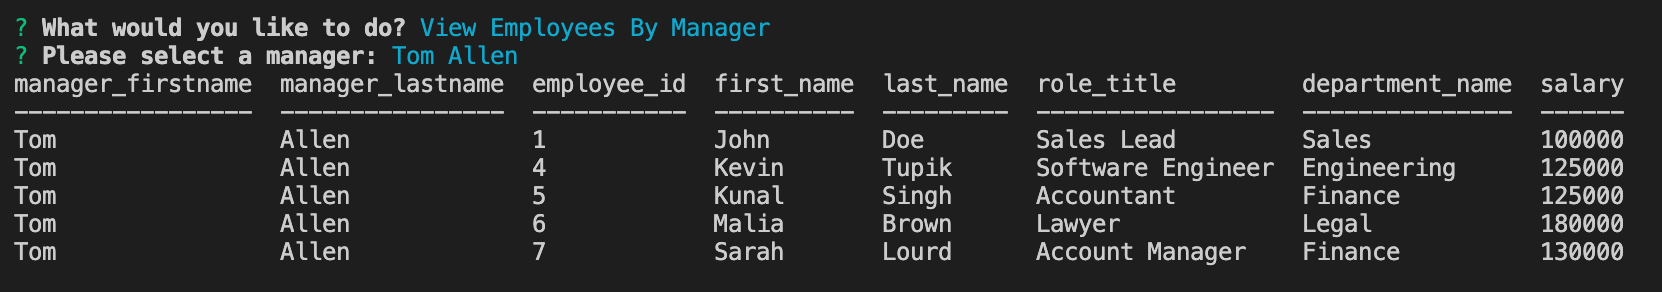 ? What would you like to do? View Employees By Manager
? Please select a manager: Tom Allen
manager_firstname  manager_lastname  employee_id  first_name  last_name  role_title         department_name  salary
-----------------  ----------------  -----------  ----------  ---------  -----------------  ---------------  ------
Tom                Allen             1            John        Doe        Sales Lead         Sales            100000
Tom                Allen             4            Kevin       Tupik      Software Engineer  Engineering      125000
Tom                Allen             5            Kunal       Singh      Accountant         Finance          125000
Tom                Allen             6            Malia       Brown      Lawyer             Legal            180000
Tom                Allen             7            Sarah       Lourd      Account Manager    Finance          130000